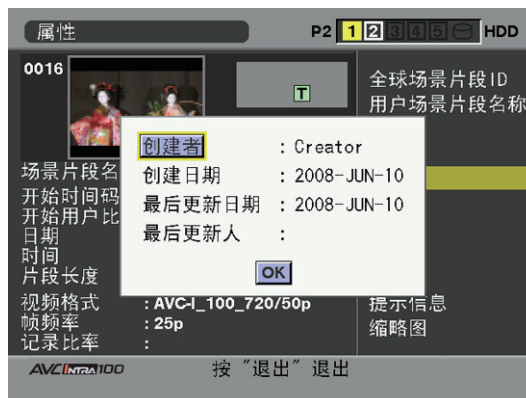 属性
P2 1 2 3 4 5 HDD
0016
T
全球场景片段ID
用户场景片段名称
创建者 : Creator
创建日期 : 2008-JUN-10
最后更新日期 : 2008-JUN-10
最后更新人 :
OK
场景片段名
开始时间码
开始用户比
日期
时间
片段长度
视频格式 : AVC-I_100_720/50p
帧频率 : 25p
记录比率 :
提示信息
缩略图
AVC INTRA 100
按 "退出" 退出